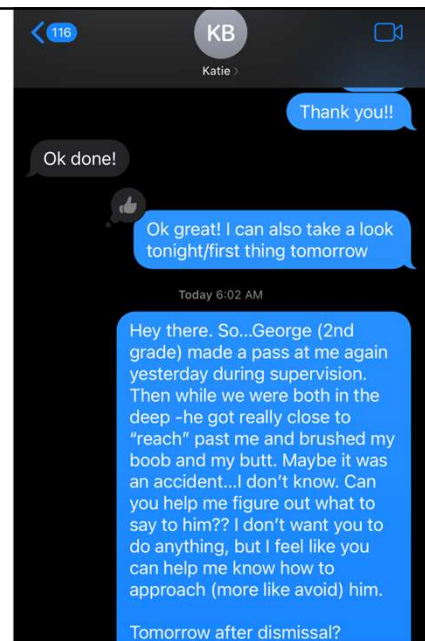 116
KB
Katie >
Thank you!!
Ok done!
Ok great! I can also take a look
tonight/first thing tomorrow
Today 6:02 AM
Hey there. So...George (2nd
grade) made a pass at me again
yesterday during supervision.
Then while we were both in the
deep -he got really close to
“reach” past me and brushed my
boob and my butt. Maybe it was
an accident...I don’t know. Can
you help me figure out what to
say to him?? I don’t want you to
do anything, but I feel like you
can help me know how to
approach (more like avoid) him.
Tomorrow after dismissal?